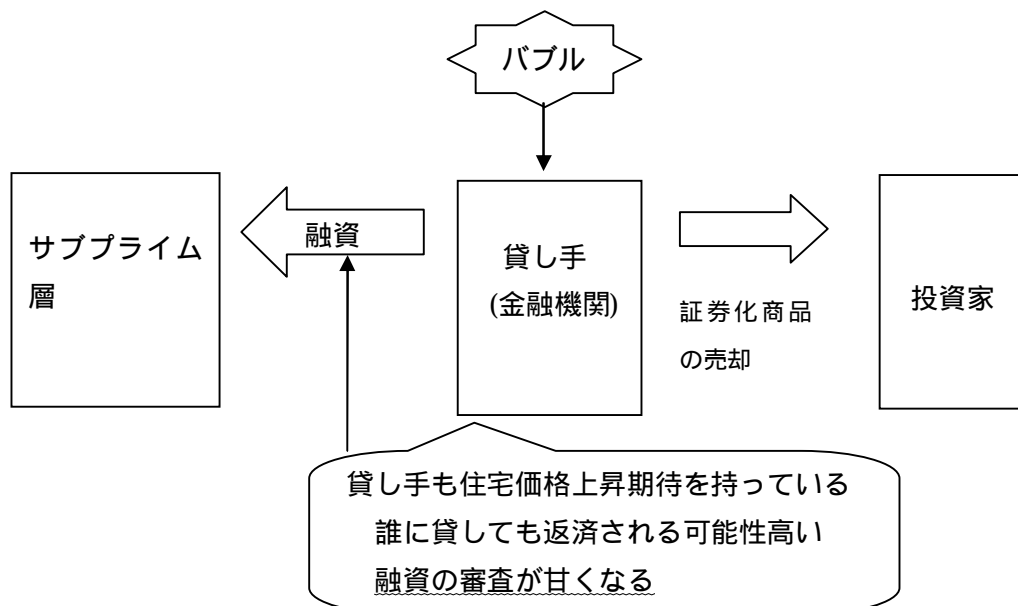 バブル
サブプライム
層
融資
貸し手
(金融機関)
証券化商品
の売却
投資家
貸し手も住宅価格上昇期待を持っている
誰に貸しても返済される可能性高い
融資の審査が甘くなる